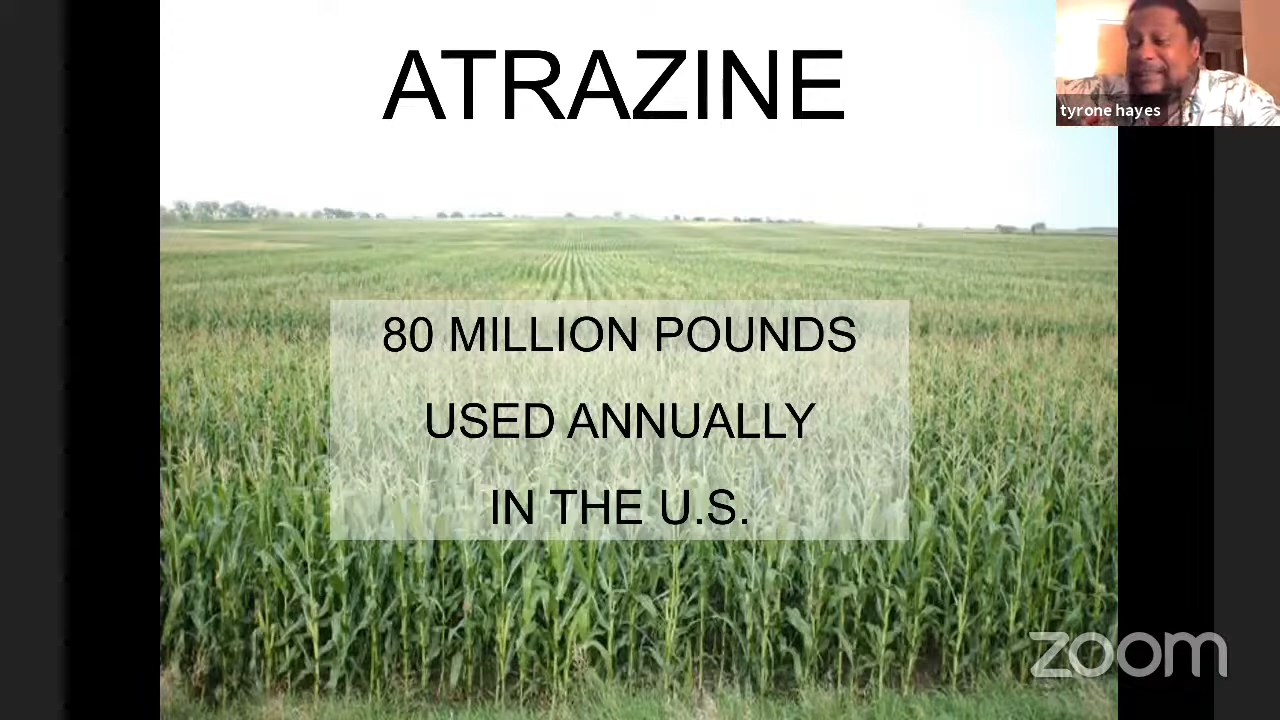 ATRAZINE
tyrone hayes
80 MILLION POUNDS
USED ANNUALLY
IN THE U.S.
zoom